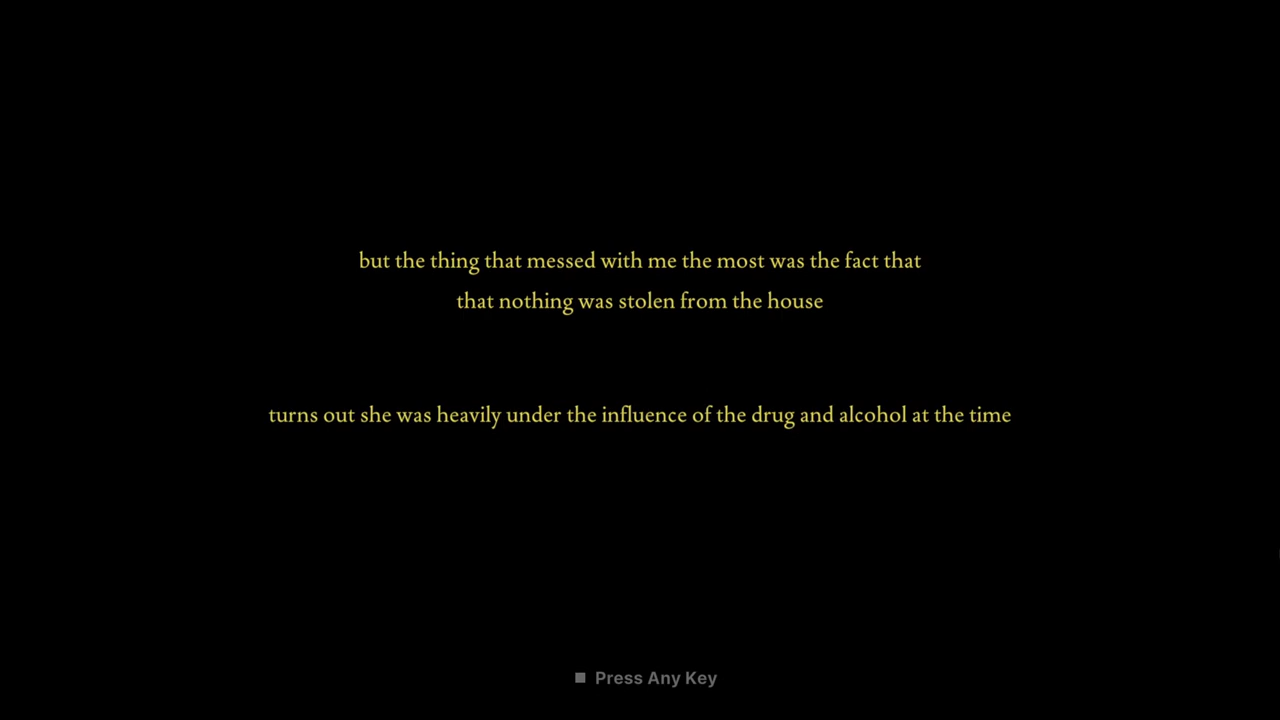 but the thing that messed with me the most was the fact that
that nothing was stolen from the house
turns out she was heavily under the influence of the drug and alcohol at the time
Press Any Key